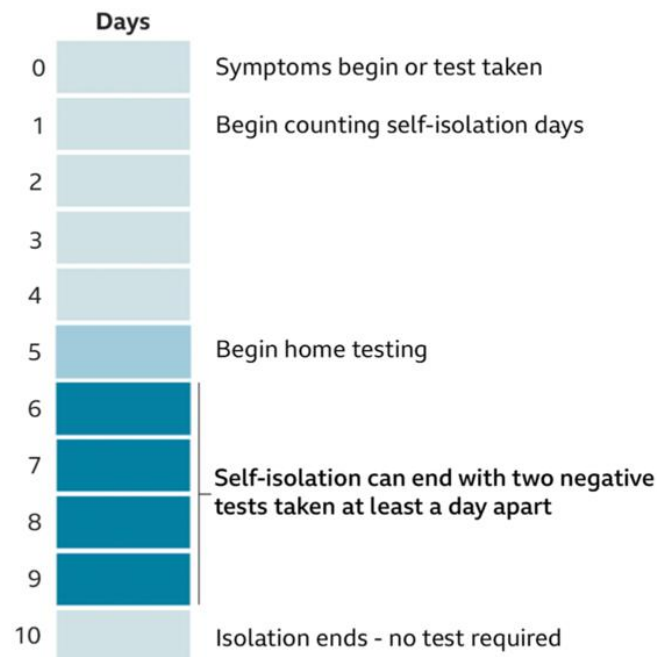 Days
0 Symptoms begin or test taken
1 Begin counting self-isolation days
2
3
4
5 Begin home testing
6
7
Self-isolation can end with two negative
tests taken at least a day apart
8
9
10 Isolation ends - no test required